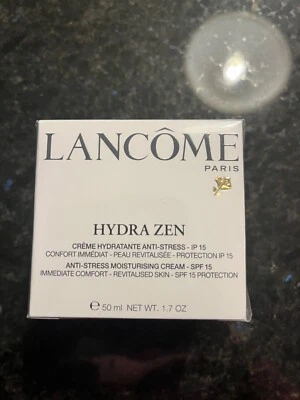 LANCÔME
PARIS
HYDRA ZEN
CRÈME HYDRATANTE ANTI-STRESS - IP 15
CONFORT IMMÉDIAT - PEAU REVITALISÉE - PROTECTION IP 15
ANTI-STRESS MOISTURISING CREAM - SPF 15
IMMEDIATE COMFORT - REVITALISED SKIN - SPF 15 PROTECTION
℮ 50 ml NET WT. 1.7 OZ